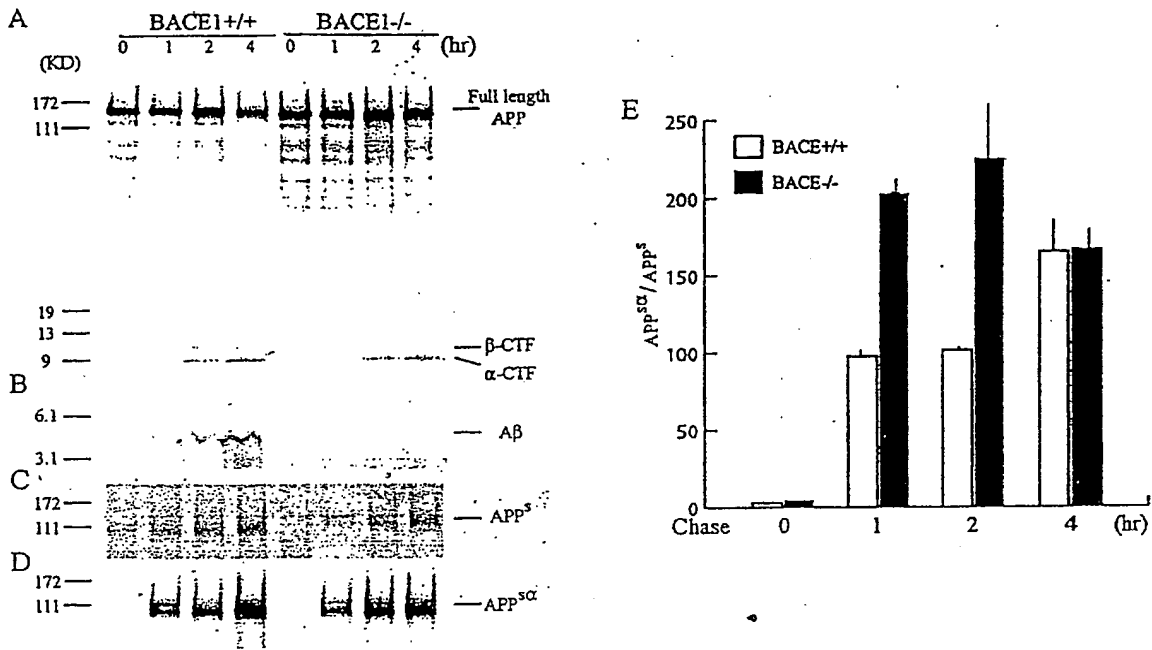 A
BACE1+/+ BACE1-/-
0 1 2 4 0 1 2 4 (hr)
(KD)
172
111
Full length
APP
19
13
9
β-CTF
α-CTF
B
6.1
3.1
Aβ
C
172
111
APPˢ
D
172
111
APPˢᵅ
E
250
200
150
100
50
0
APPˢᵅ/APPˢ
BACE+/+
BACE-/-
Chase 0 1 2 4 (hr)